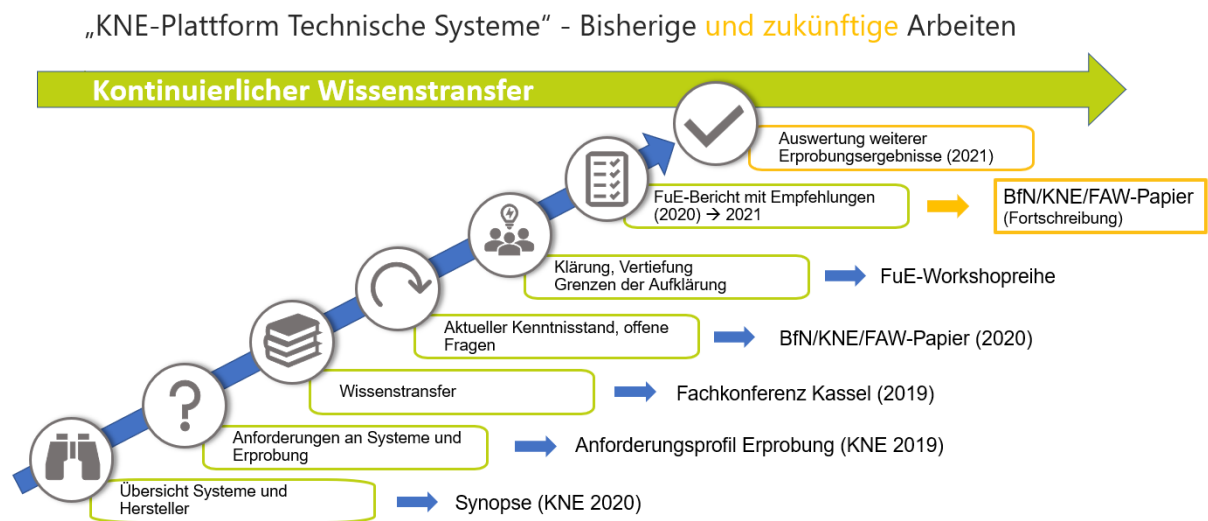 „KNE-Plattform Technische Systeme“ - Bisherige und zukünftige Arbeiten
Kontinuierlicher Wissenstransfer
Auswertung weiterer
Erprobungsergebnisse (2021)
FuE-Bericht mit Empfehlungen
(2020) → 2021
BfN/KNE/FAW-Papier
(Fortschreibung)
Klärung, Vertiefung
Grenzen der Aufklärung
FuE-Workshopreihe
Aktueller Kenntnisstand, offene
Fragen
BfN/KNE/FAW-Papier (2020)
Wissenstransfer
Fachkonferenz Kassel (2019)
Anforderungen an Systeme und
Erprobung
Anforderungsprofil Erprobung (KNE 2019)
Übersicht Systeme und
Hersteller
Synopse (KNE 2020)